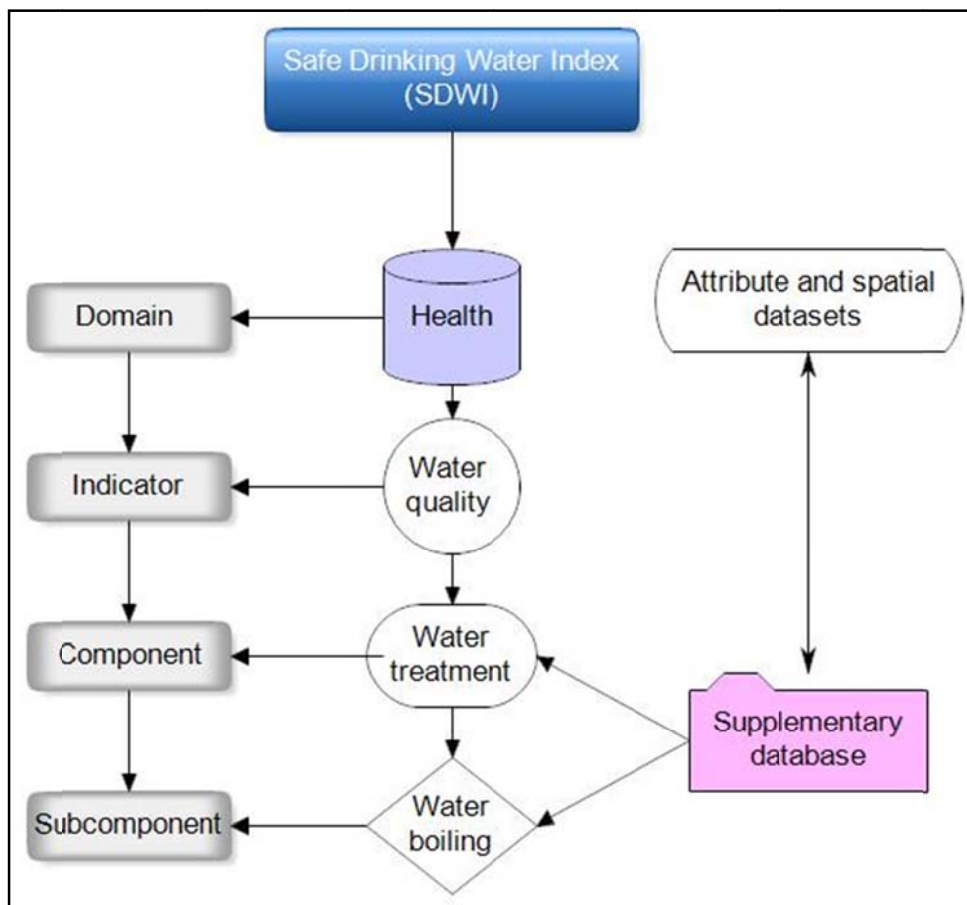 Safe Drinking Water Index
(SDWI)
Domain
Health
Attribute and spatial
datasets
Indicator
Water
quality
Component
Water
treatment
Supplementary
database
Subcomponent
Water
boiling